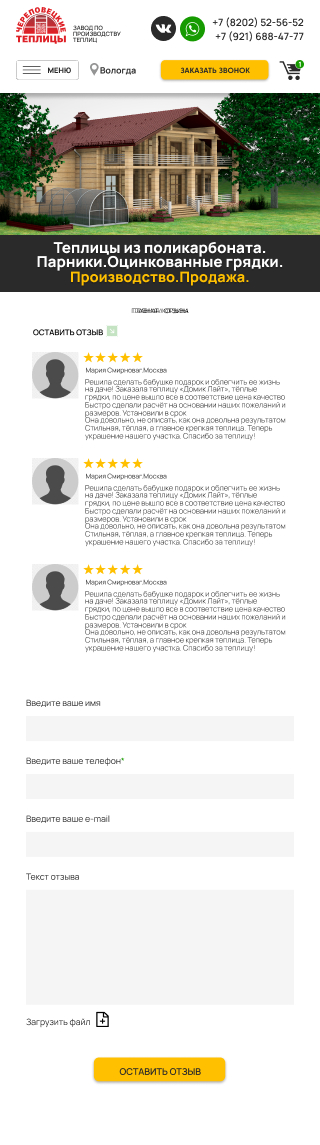 ЧЕРЕПОВЕЦКИЕ
ТЕПЛИЦЫ
ЗАВОД ПО
ПРОИЗВОДСТВУ
ТЕПЛИЦ
+7 (8202) 52-56-52
+7 (921) 688-47-77
МЕНЮ
Вологда
ЗАКАЗАТЬ ЗВОНОК
1
Теплицы из поликарбоната.
Парники.Оцинкованные грядки.
Производство.Продажа.
ОСТАВИТЬ ОТЗЫВ
Мария Смирноваг.Москва
Решила сделать бабушке подарок и облегчить ее жизнь
на даче! Заказала теплицу «Домик Лайт», тёплые
грядки, по цене вышло все в соответствие цена качество
Быстро сделали расчёт на основании наших пожеланий и
размеров. Установили в срок
Она довольно, не описать, как она довольна результатом
Стильная, тёплая, а главное крепкая теплица. Теперь
украшение нашего участка. Спасибо за теплицу!
Мария Смирноваг.Москва
Решила сделать бабушке подарок и облегчить ее жизнь
на даче! Заказала теплицу «Домик Лайт», тёплые
грядки, по цене вышло все в соответствие цена качество
Быстро сделали расчёт на основании наших пожеланий и
размеров. Установили в срок
Она довольно, не описать, как она довольна результатом
Стильная, тёплая, а главное крепкая теплица. Теперь
украшение нашего участка. Спасибо за теплицу!
Мария Смирноваг.Москва
Решила сделать бабушке подарок и облегчить ее жизнь
на даче! Заказала теплицу «Домик Лайт», тёплые
грядки, по цене вышло все в соответствие цена качество
Быстро сделали расчёт на основании наших пожеланий и
размеров. Установили в срок
Она довольно, не описать, как она довольна результатом
Стильная, тёплая, а главное крепкая теплица. Теперь
украшение нашего участка. Спасибо за теплицу!
Введите ваше имя
Введите ваше телефон*
Введите ваше e-mail
Текст отзыва
Загрузить файл
ОСТАВИТЬ ОТЗЫВ